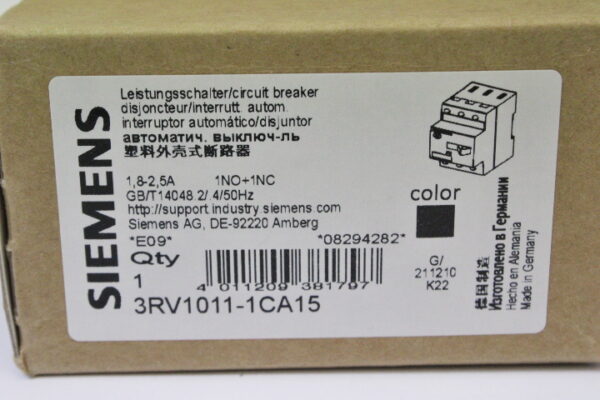 SIEMENS
Leistungsschalter/circuit breaker
disjoncteur/interrutt. autom.
interruptor automático/disjuntor
автоматич. выключ-ль
塑料外壳式断路器
1,8-2,5A 1NO+1NC
GB/T14048.2/.4/50Hz
http://support.industry.siemens.com
Siemens AG, DE-92220 Amberg
*E09* *08294282*
Qty
1
4 011209 381797
3RV1011-1CA15
color
G/
211210
K22
德国制造
Изготовлено в Германии
Hecho en Alemania
Made in Germany